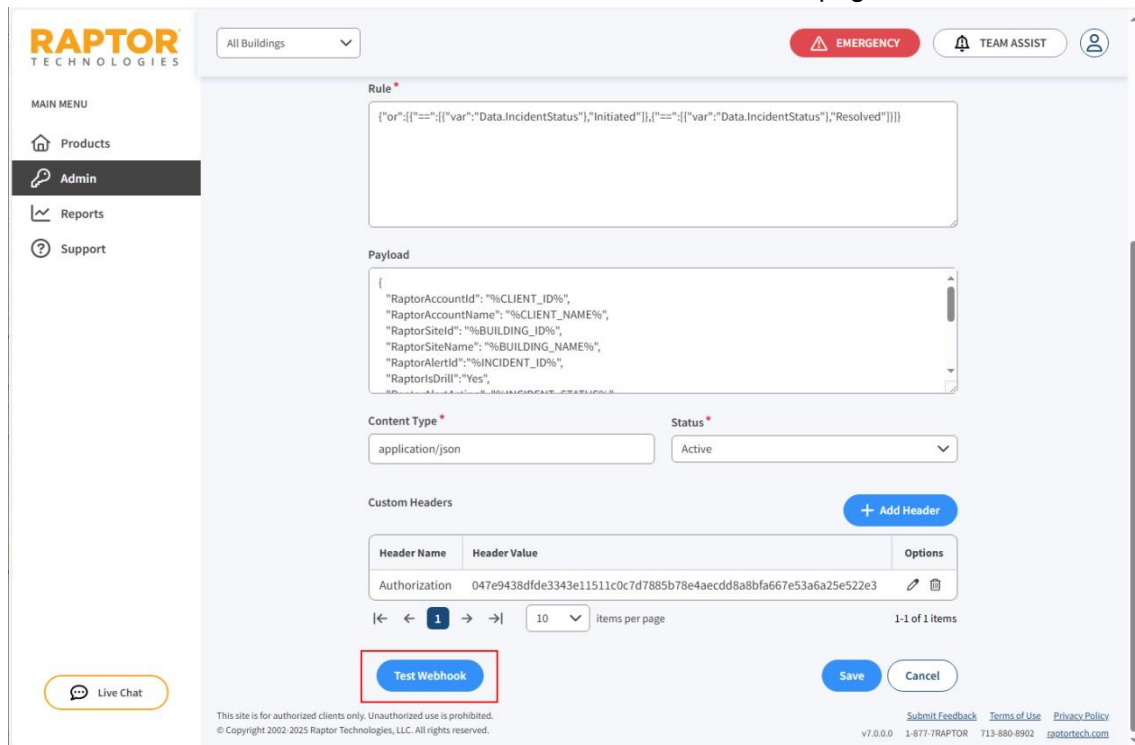 RAPTOR
TECHNOLOGIES
All Buildings
EMERGENCY
TEAM ASSIST
MAIN MENU
Products
Admin
Reports
Support
Rule *
{"or":[{"==":[{"var":"Data.IncidentStatus"},"Initiated"]},{"==":[{"var":"Data.IncidentStatus"},"Resolved"]}]}
Payload
{
"RaptorAccountId": "%CLIENT_ID%",
"RaptorAccountName": "%CLIENT_NAME%",
"RaptorSiteId": "%BUILDING_ID%",
"RaptorSiteName": "%BUILDING_NAME%",
"RaptorAlertId":"%INCIDENT_ID%",
"RaptorIsDrill":"Yes",
Content Type *
Status *
application/json
Active
Custom Headers
+ Add Header
Header Name Header Value Options
Authorization 047e9438dfde3343e11511c0c7d7885b78e4aecdd8a8bfa667e53a6a25e522e3
1 10 items per page 1-1 of 1 items
Test Webhook
Save
Cancel
Live Chat
This site is for authorized clients only. Unauthorized use is prohibited.
© Copyright 2002-2025 Raptor Technologies, LLC. All rights reserved.
Submit Feedback Terms of Use Privacy Policy
v7.0.0.0 1-877-7RAPTOR 713-880-8902 raptortech.com